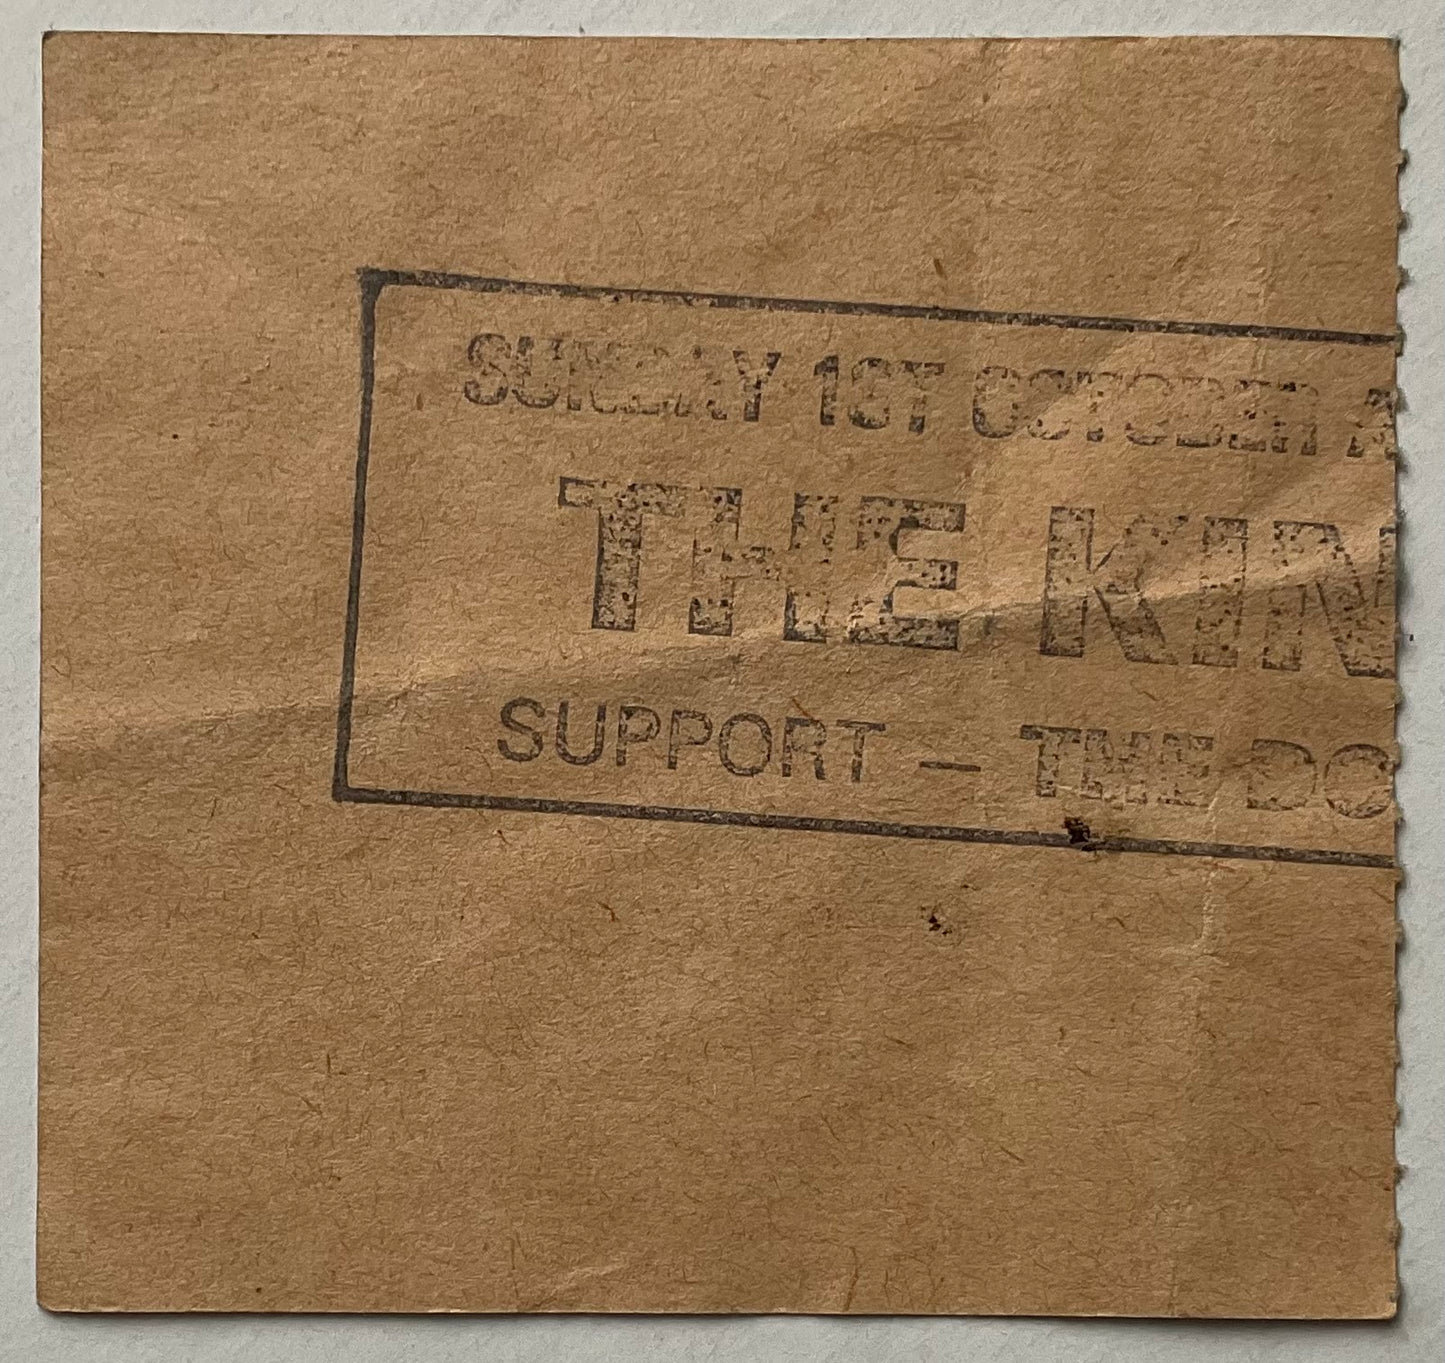 SUNDAY 1ST OCTOBER A
THE KIN
SUPPORT — THE DO